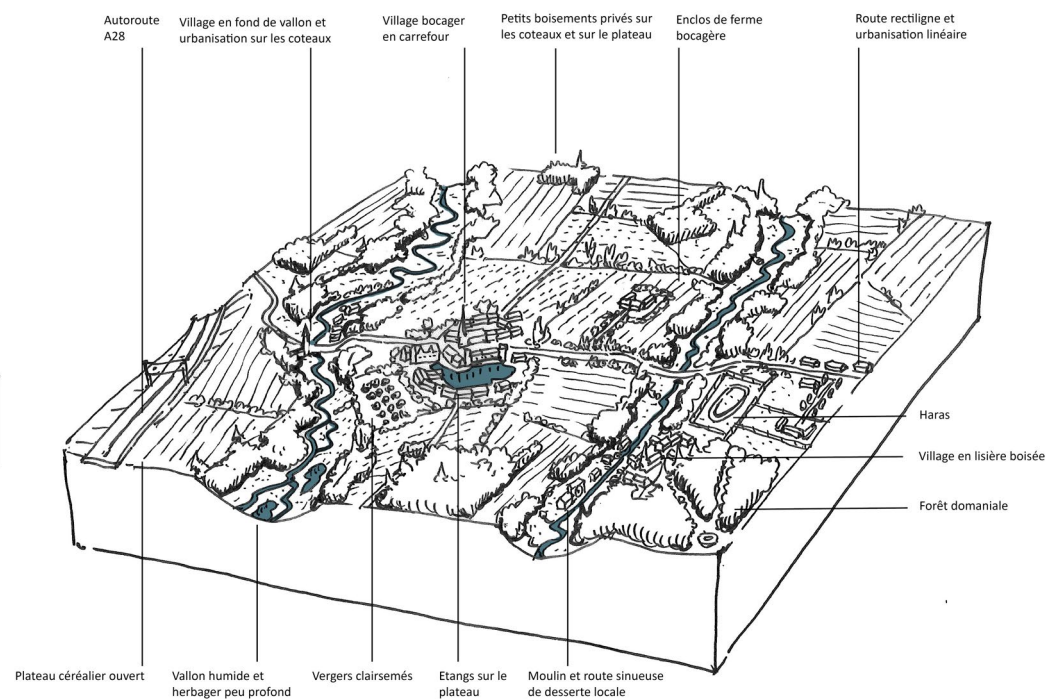 Autoroute
A28
Village en fond de vallon et
urbanisation sur les coteaux
Village bocager
en carrefour
Petits boisements privés sur
les coteaux et sur le plateau
Enclos de ferme
bocagère
Route rectiligne et
urbanisation linéaire
Haras
Village en lisière boisée
Forêt domaniale
Plateau céréalier ouvert
Vallon humide et
herbager peu profond
Vergers clairsemés
Etangs sur le
plateau
Moulin et route sinueuse
de desserte locale